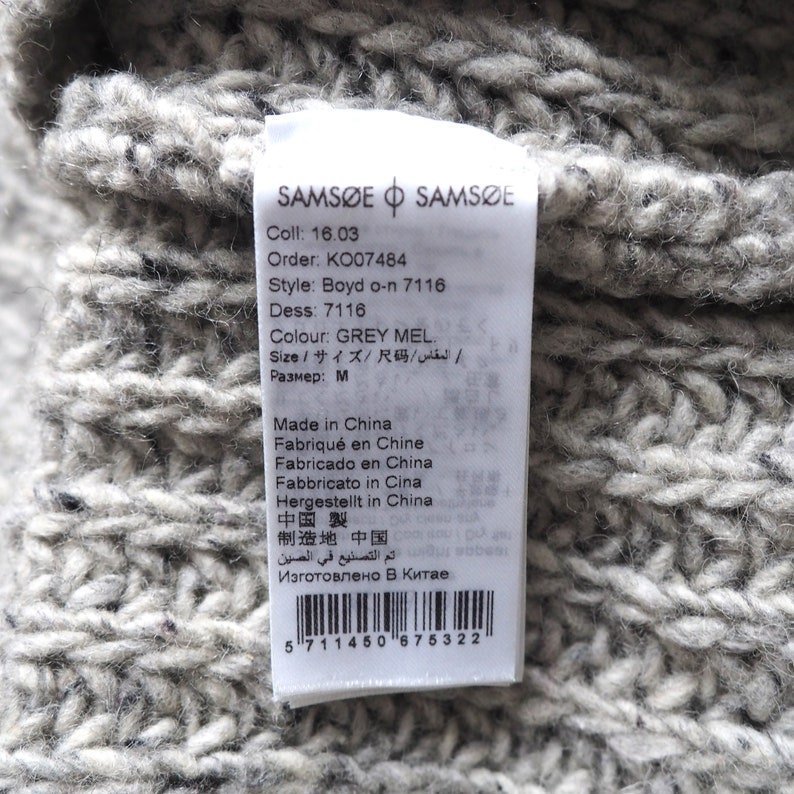 SAMSØE ϕ SAMSØE
Coll: 16.03
Order: KO07484
Style: Boyd o-n 7116
Dess: 7116
Colour: GREY MEL.
Size / サイズ/ 尺码/المقاس /
Размер: M
Made in China
Fabriqué en Chine
Fabricado en China
Fabbricato in Cina
Hergestellt in China
中国 製
制造地 中国
تم التصنيع في الصين
Изготовлено В Китае
5 711450 675322